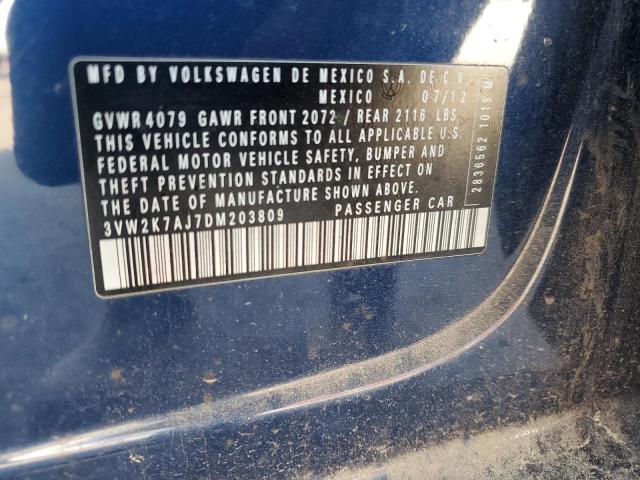 MFD BY VOLKSWAGEN DE MEXICO S.A. DE C.V.
MEXICO 07/12
GVWR 4079 GAWR FRONT 2072 / REAR 2116 LBS
THIS VEHICLE CONFORMS TO ALL APPLICABLE U.S.
FEDERAL MOTOR VEHICLE SAFETY, BUMPER AND
THEFT PREVENTION STANDARDS IN EFFECT ON
THE DATE OF MANUFACTURE SHOWN ABOVE.
3VW2K7AJ7DM203809 PASSENGER CAR
2836562 1019 M